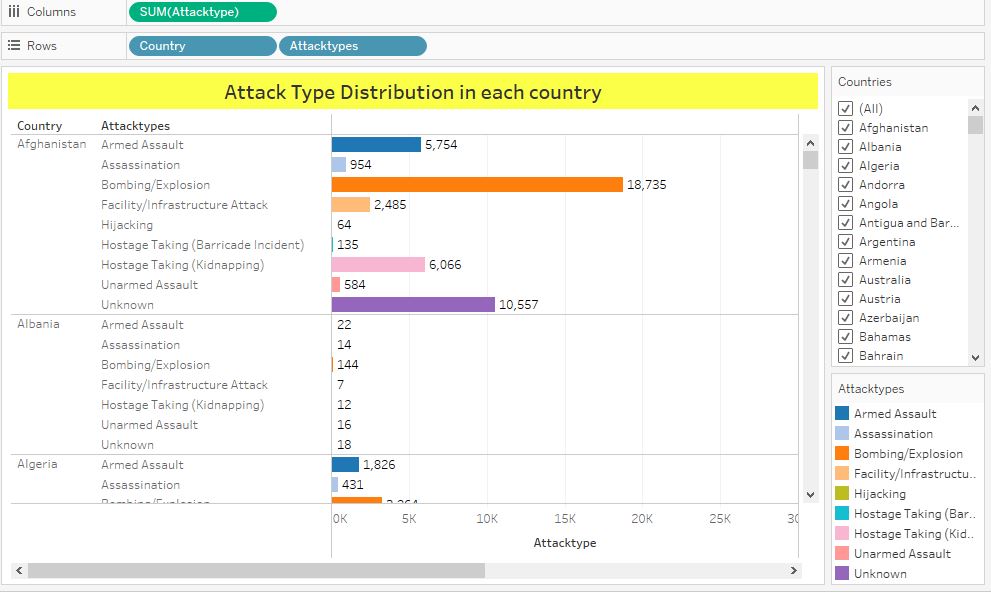 Columns SUM(Attacktype)
Rows Country Attacktypes
Attack Type Distribution in each country
Country Attacktypes
Afghanistan Armed Assault 5,754
Assassination 954
Bombing/Explosion 18,735
Facility/Infrastructure Attack 2,485
Hijacking 64
Hostage Taking (Barricade Incident) 135
Hostage Taking (Kidnapping) 6,066
Unarmed Assault 584
Unknown 10,557
Albania Armed Assault 22
Assassination 14
Bombing/Explosion 144
Facility/Infrastructure Attack 7
Hostage Taking (Kidnapping) 12
Unarmed Assault 16
Unknown 18
Algeria Armed Assault 1,826
Assassination 431
Bombing/Explosion
0K 5K 10K 15K 20K 25K 30
Attacktype
Countries
(All)
Afghanistan
Albania
Algeria
Andorra
Angola
Antigua and Bar...
Argentina
Armenia
Australia
Austria
Azerbaijan
Bahamas
Bahrain
Attacktypes
Armed Assault
Assassination
Bombing/Explosion
Facility/Infrastructu..
Hijacking
Hostage Taking (Bar...
Hostage Taking (Kid..
Unarmed Assault
Unknown